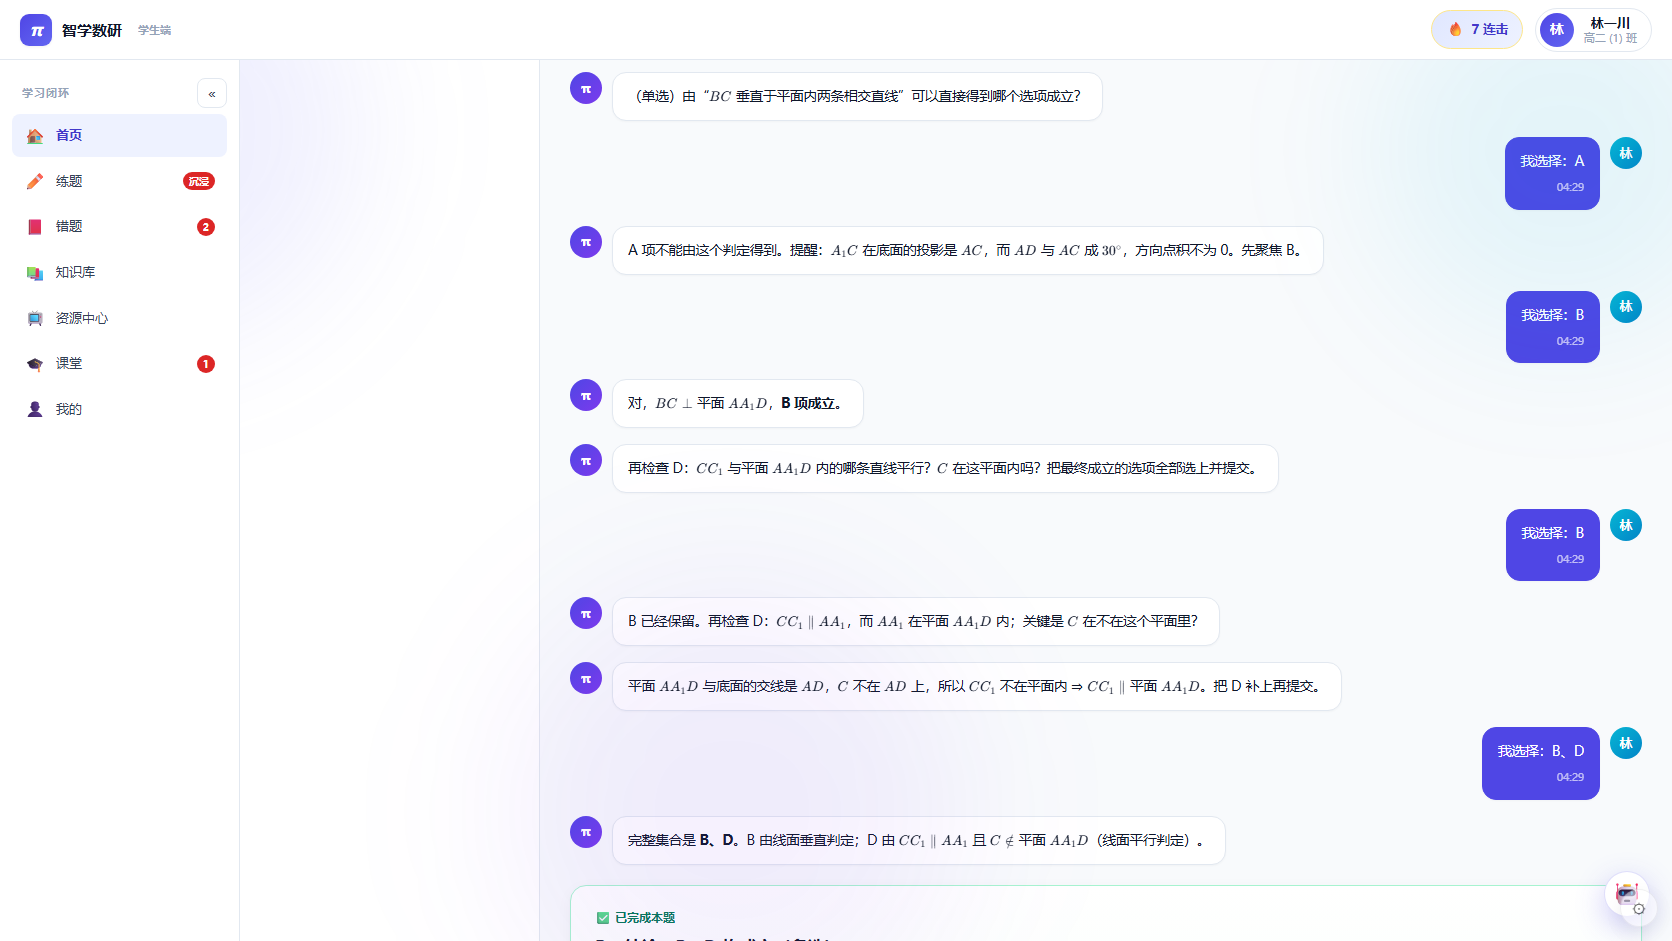 π 智学数研 学生端
7 连击
林 林一川
高二 (1) 班
学习闭环 «
首页
练题 沉浸
错题 2
知识库
资源中心
课堂 1
我的
π （单选）由“BC 垂直于平面内两条相交直线”可以直接得到哪个选项成立？
我选择：A 林
04:29
π A 项不能由这个判定得到。提醒：A₁C 在底面的投影是 AC，而 AD 与 AC 成 30°，方向点积不为 0。先聚焦 B。
我选择：B 林
04:29
π 对，BC ⊥ 平面 AA₁D，B 项成立。
π 再检查 D：CC₁ 与平面 AA₁D 内的哪条直线平行？C 在这平面内吗？把最终成立的选项全部选上并提交。
我选择：B 林
04:29
π B 已经保留。再检查 D：CC₁ ∥ AA₁，而 AA₁ 在平面 AA₁D 内；关键是 C 在不在这个平面里？
π 平面 AA₁D 与底面的交线是 AD，C 不在 AD 上，所以 CC₁ 不在平面内 ⇒ CC₁ ∥ 平面 AA₁D。把 D 补上再提交。
我选择：B、D 林
04:29
π 完整集合是 B、D。B 由线面垂直判定；D 由 CC₁ ∥ AA₁ 且 C ∉ 平面 AA₁D（线面平行判定）。
已完成本题